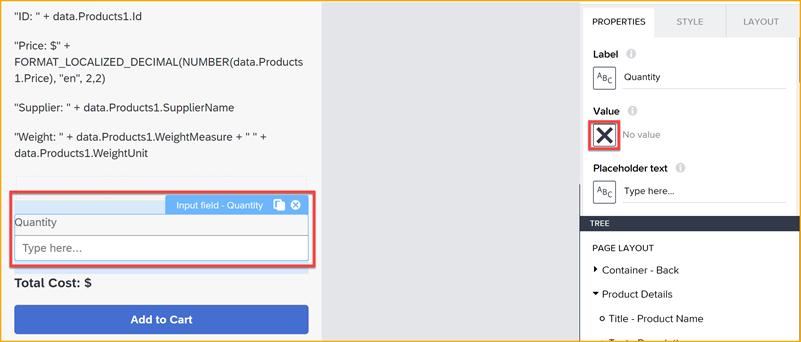 "ID: " + data.Products1.Id
"Price: $" +
FORMAT_LOCALIZED_DECIMAL(NUMBER(data.Products
1.Price), "en", 2,2)
"Supplier: " + data.Products1.SupplierName
"Weight: " + data.Products1.WeightMeasure + " " +
data.Products1.WeightUnit
Input field - Quantity
Quantity
Type here...
Total Cost: $
Add to Cart
PROPERTIES STYLE LAYOUT
Label
ABC Quantity
Value
No value
Placeholder text
ABC Type here...
TREE
PAGE LAYOUT
Container - Back
Product Details
Title - Product Name